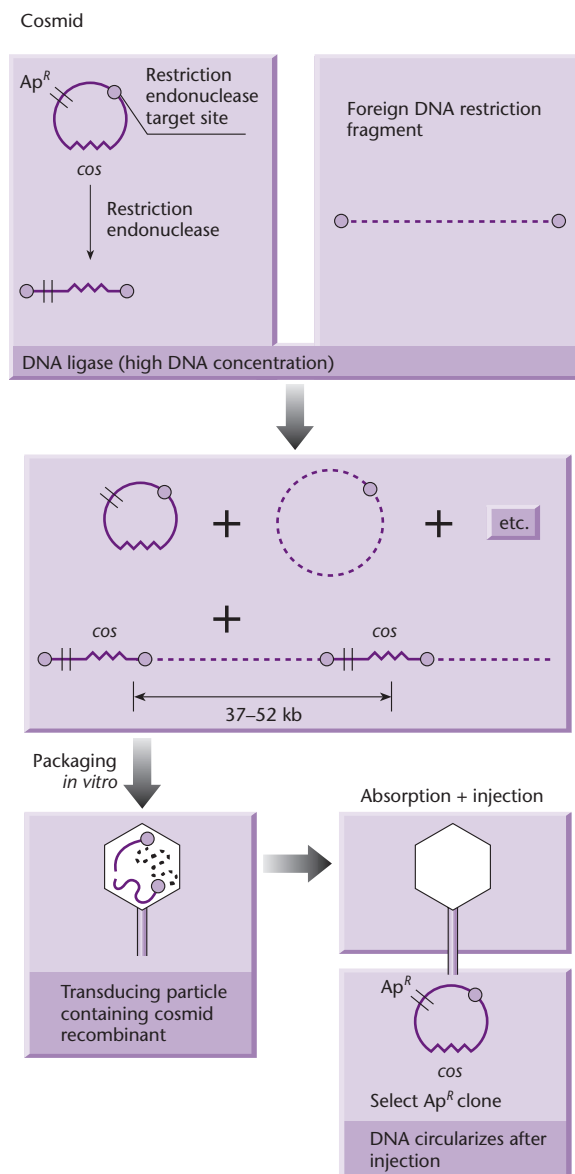 Cosmid
Ap^R
Restriction
endonuclease
target site
cos
Restriction
endonuclease
Foreign DNA restriction
fragment
DNA ligase (high DNA concentration)
+
+
etc.
+
cos
cos
37–52 kb
Packaging
in vitro
Absorption + injection
Transducing particle
containing cosmid
recombinant
Ap^R
cos
Select Ap^R clone
DNA circularizes after
injection